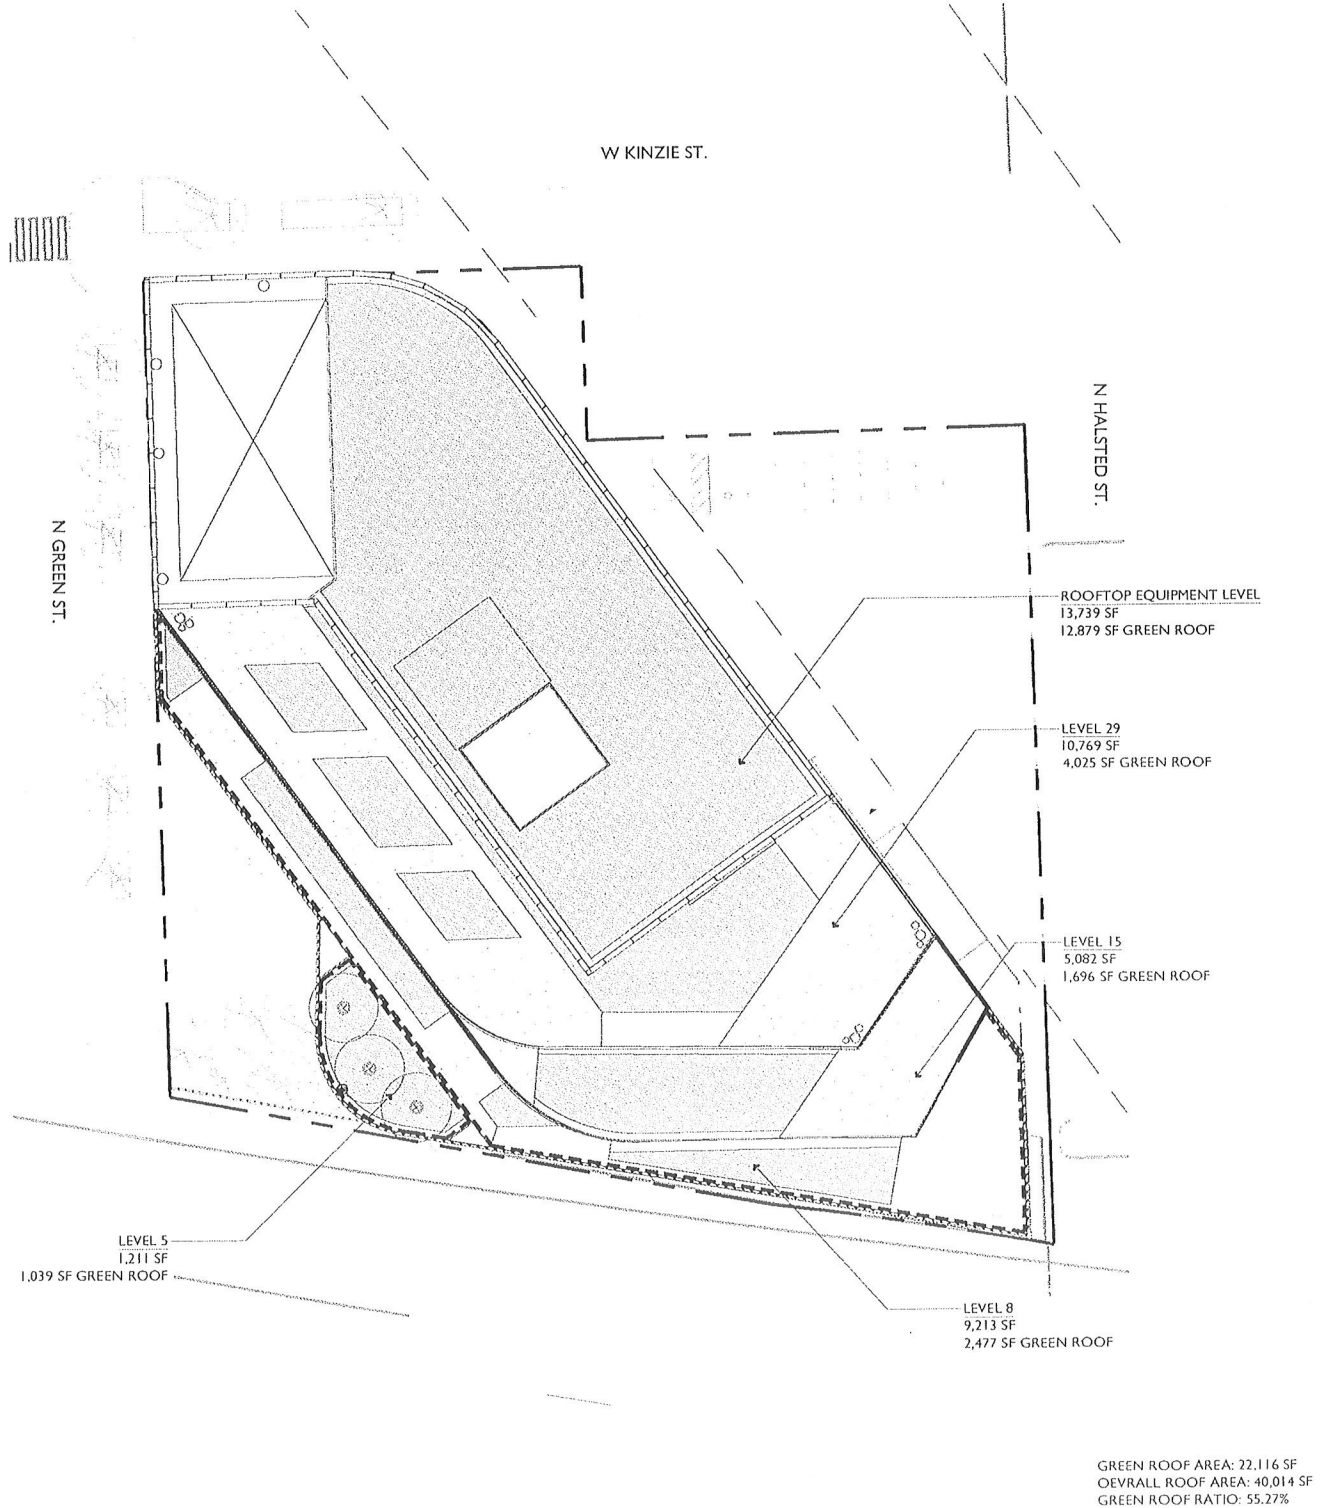 W KINZIE ST.
N HALSTED ST.
N GREEN ST.
ROOFTOP EQUIPMENT LEVEL
13,739 SF
12.879 SF GREEN ROOF
LEVEL 29
10,769 SF
4,025 SF GREEN ROOF
LEVEL 15
5,082 SF
1,696 SF GREEN ROOF
LEVEL 5
1,211 SF
1,039 SF GREEN ROOF
LEVEL 8
9,213 SF
2,477 SF GREEN ROOF
GREEN ROOF AREA: 22,116 SF
OEVRALL ROOF AREA: 40,014 SF
GREEN ROOF RATIO: 55.27%